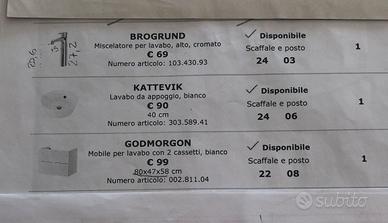 BROGRUND
Miscelatore per lavabo, alto, cromato
€ 69
Numero articolo: 103.430.93
Disponibile
Scaffale e posto
24 03
1
27,2
KATTEVIK
Lavabo da appoggio, bianco
€ 90
40 cm
Numero articolo: 303.589.41
Disponibile
Scaffale e posto
24 06
1
GODMORGON
Mobile per lavabo con 2 cassetti, bianco
€ 99
80x47x58 cm
Numero articolo: 002.811.04
Disponibile
Scaffale e posto
22 08
1
subito